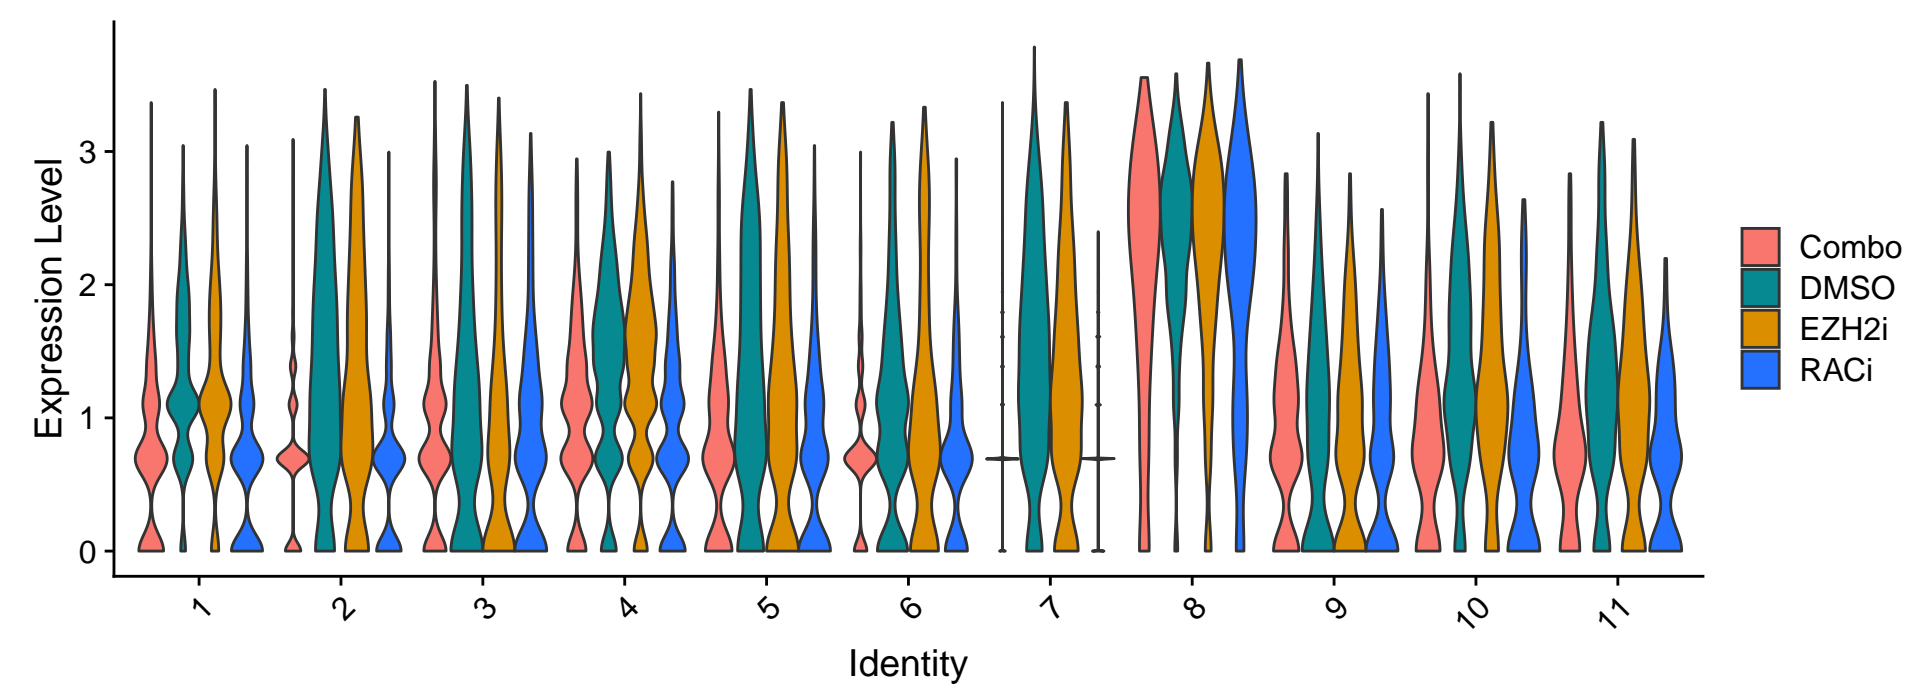 Expression Level
3
2
1
0
1
2
3
4
5
6
7
8
9
10
11
Identity
Combo
DMSO
EZH2i
RACi